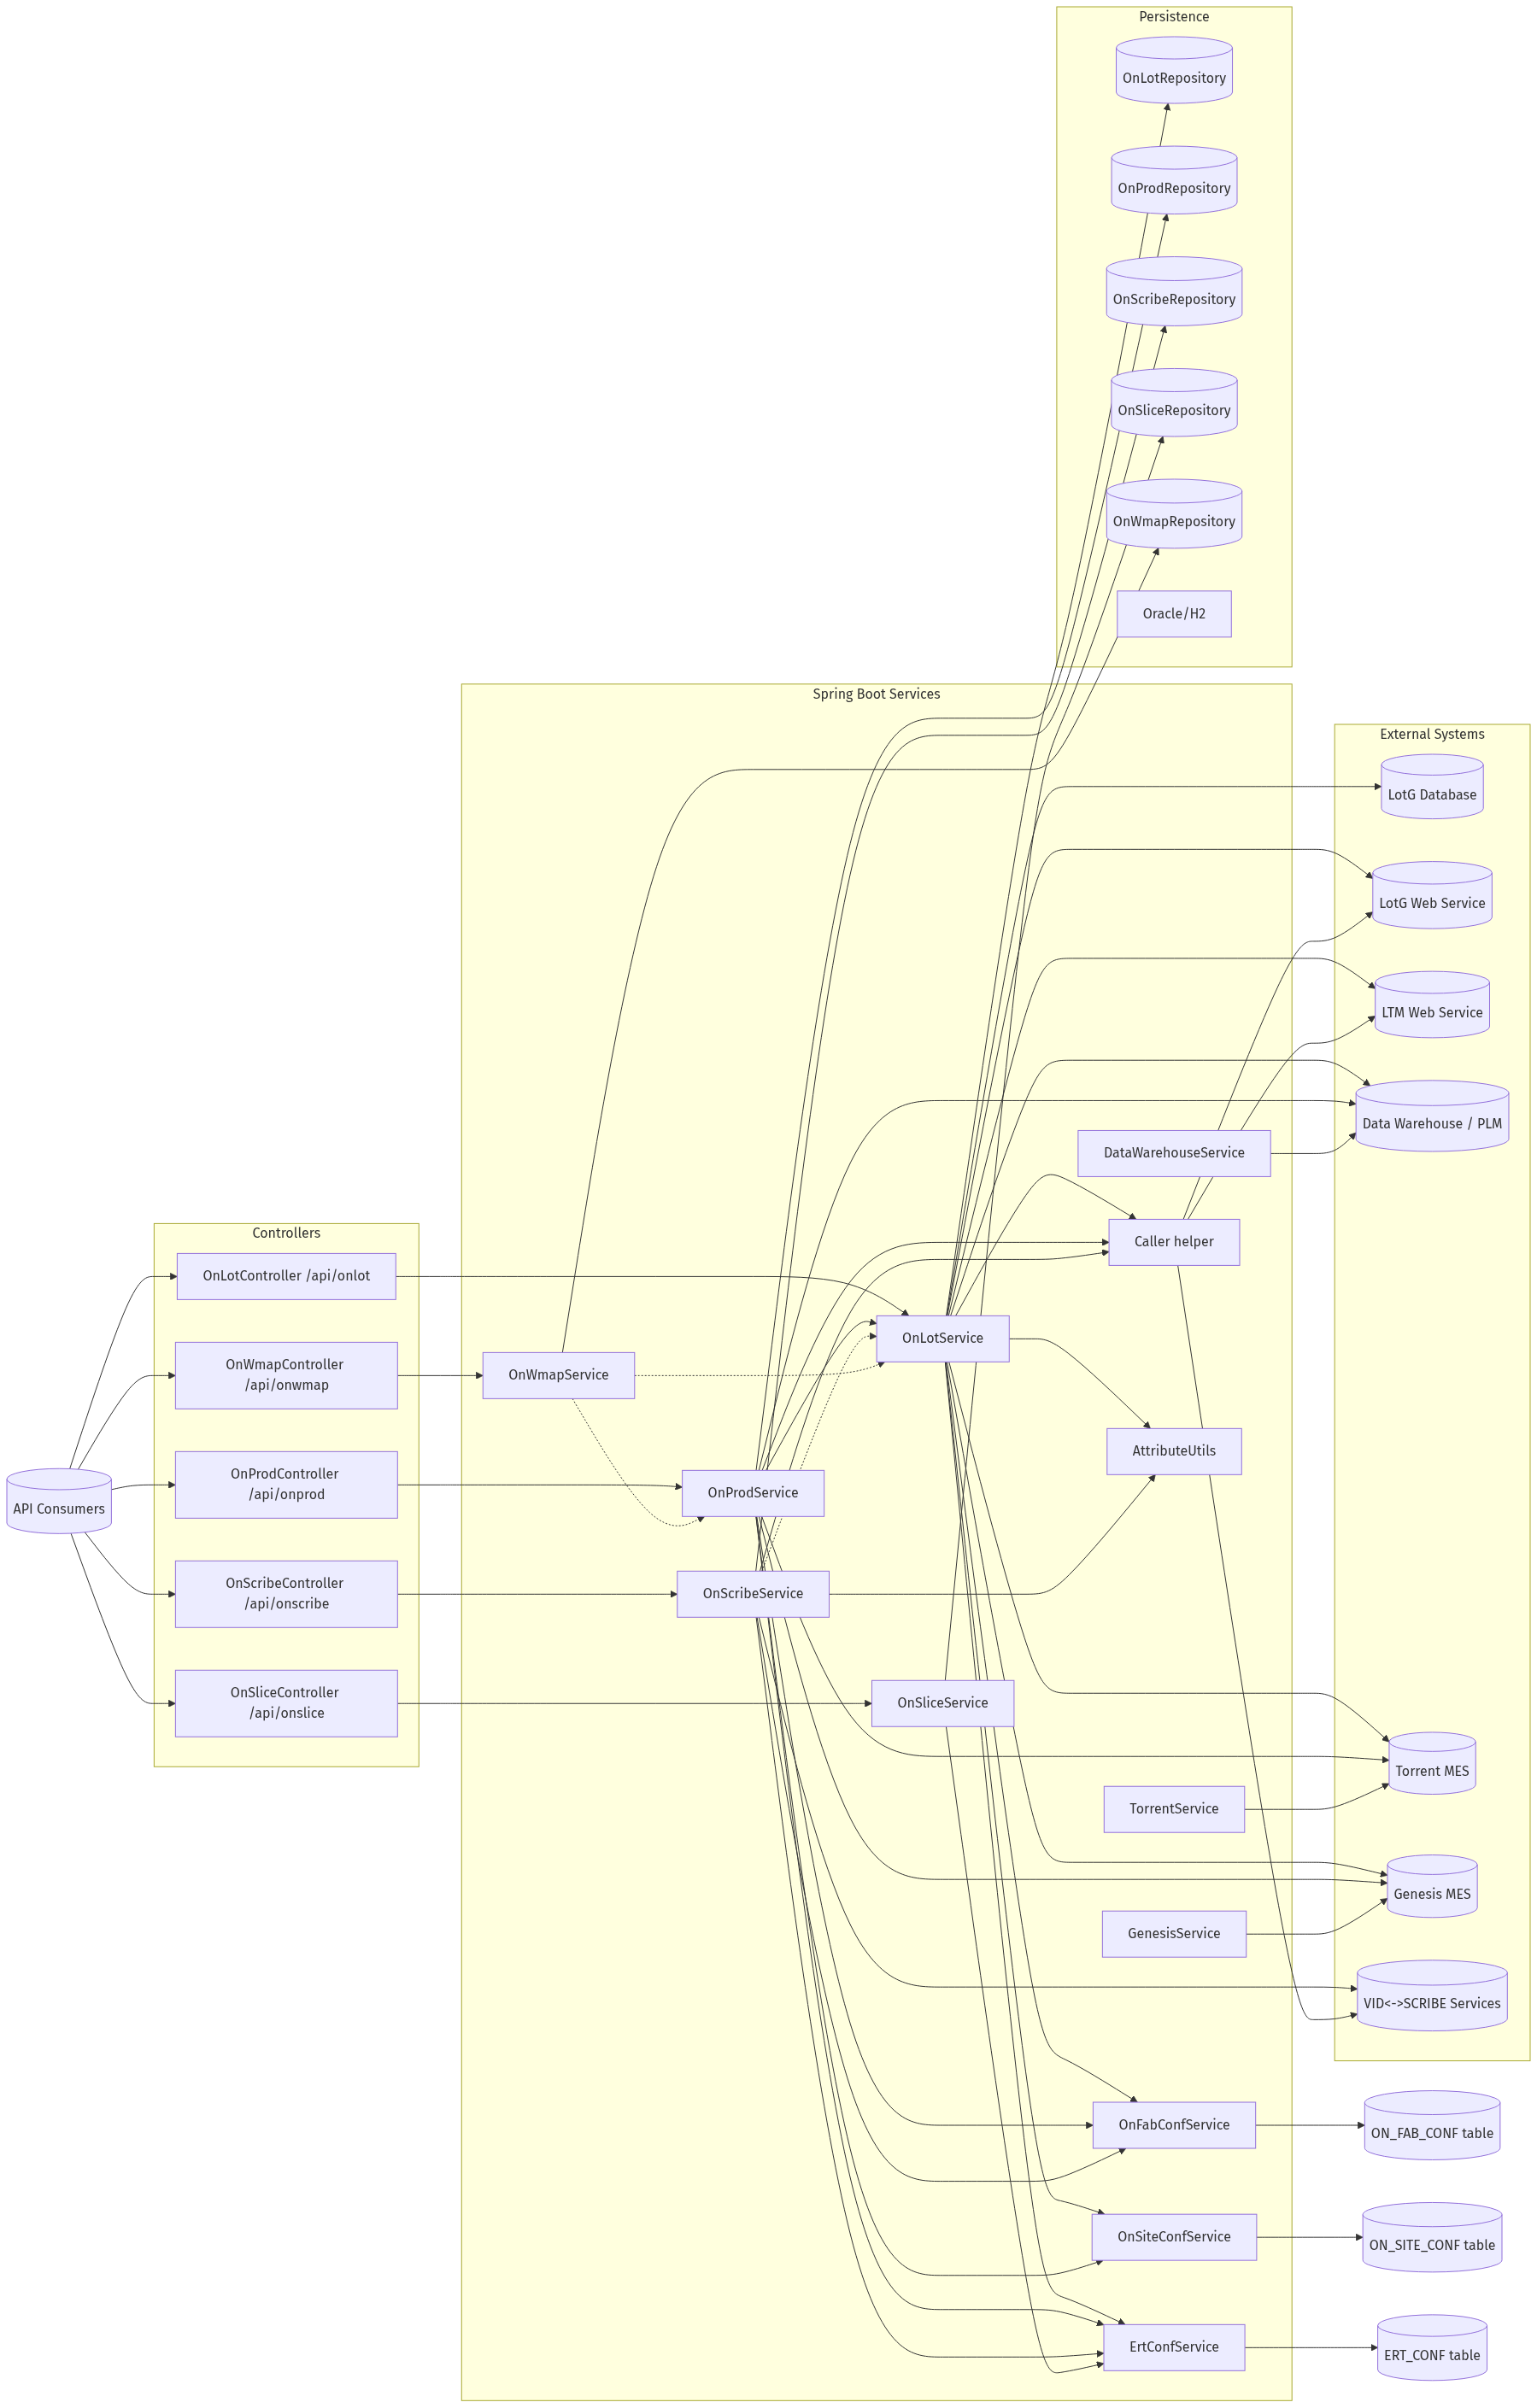 Persistence
OnLotRepository
OnProdRepository
OnScribeRepository
OnSliceRepository
OnWmapRepository
Oracle/H2
Spring Boot Services
External Systems
LotG Database
LotG Web Service
LTM Web Service
Data Warehouse / PLM
DataWarehouseService
Caller helper
Controllers
OnLotController /api/onlot
OnLotService
OnWmapController
/api/onwmap
OnWmapService
AttributeUtils
OnProdController
/api/onprod
OnProdService
API Consumers
OnScribeController
/api/onscribe
OnScribeService
OnSliceController
/api/onslice
OnSliceService
Torrent MES
TorrentService
Genesis MES
GenesisService
VID<->SCRIBE Services
OnFabConfService
ON_FAB_CONF table
OnSiteConfService
ON_SITE_CONF table
ErtConfService
ERT_CONF table